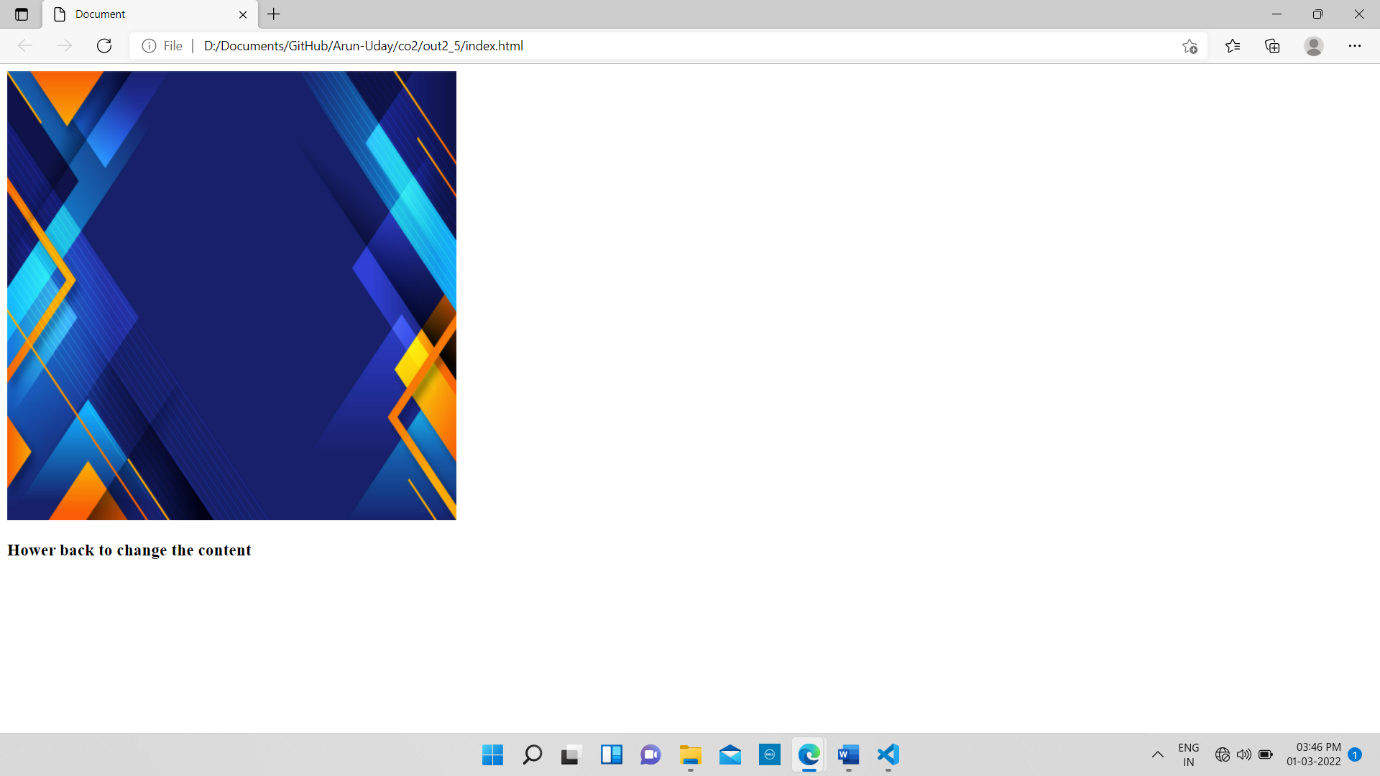 Document
File
D:/Documents/GitHub/Arun-Uday/co2/out2_5/index.html
Hower back to change the content
ENG
IN
03:46 PM
01-03-2022
1